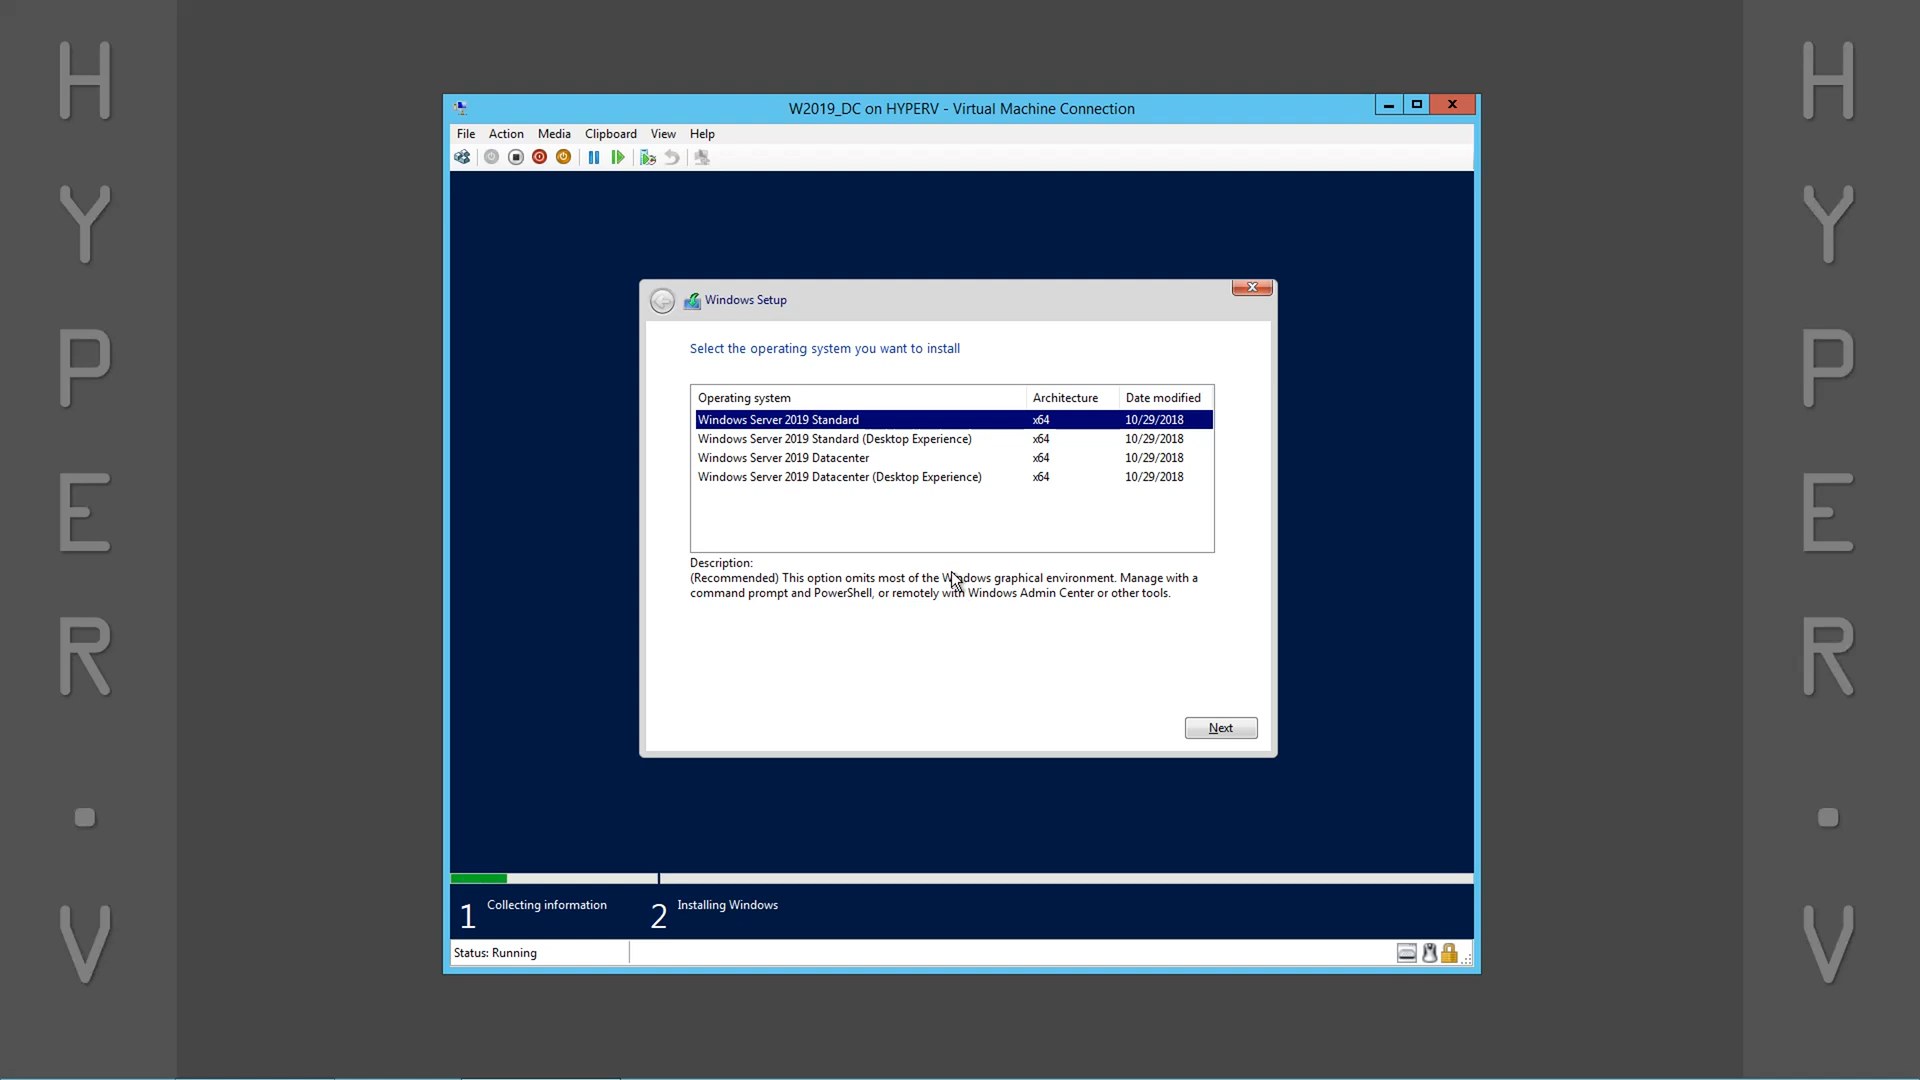 HYPER·V
W2019_DC on HYPERV - Virtual Machine Connection
File Action Media Clipboard View Help
Windows Setup
Select the operating system you want to install
Operating system Architecture Date modified
Windows Server 2019 Standard x64 10/29/2018
Windows Server 2019 Standard (Desktop Experience) x64 10/29/2018
Windows Server 2019 Datacenter x64 10/29/2018
Windows Server 2019 Datacenter (Desktop Experience) x64 10/29/2018
Description:
(Recommended) This option omits most of the Windows graphical environment. Manage with a
command prompt and PowerShell, or remotely with Windows Admin Center or other tools.
Next
1 Collecting information 2 Installing Windows
Status: Running
HYPER·V